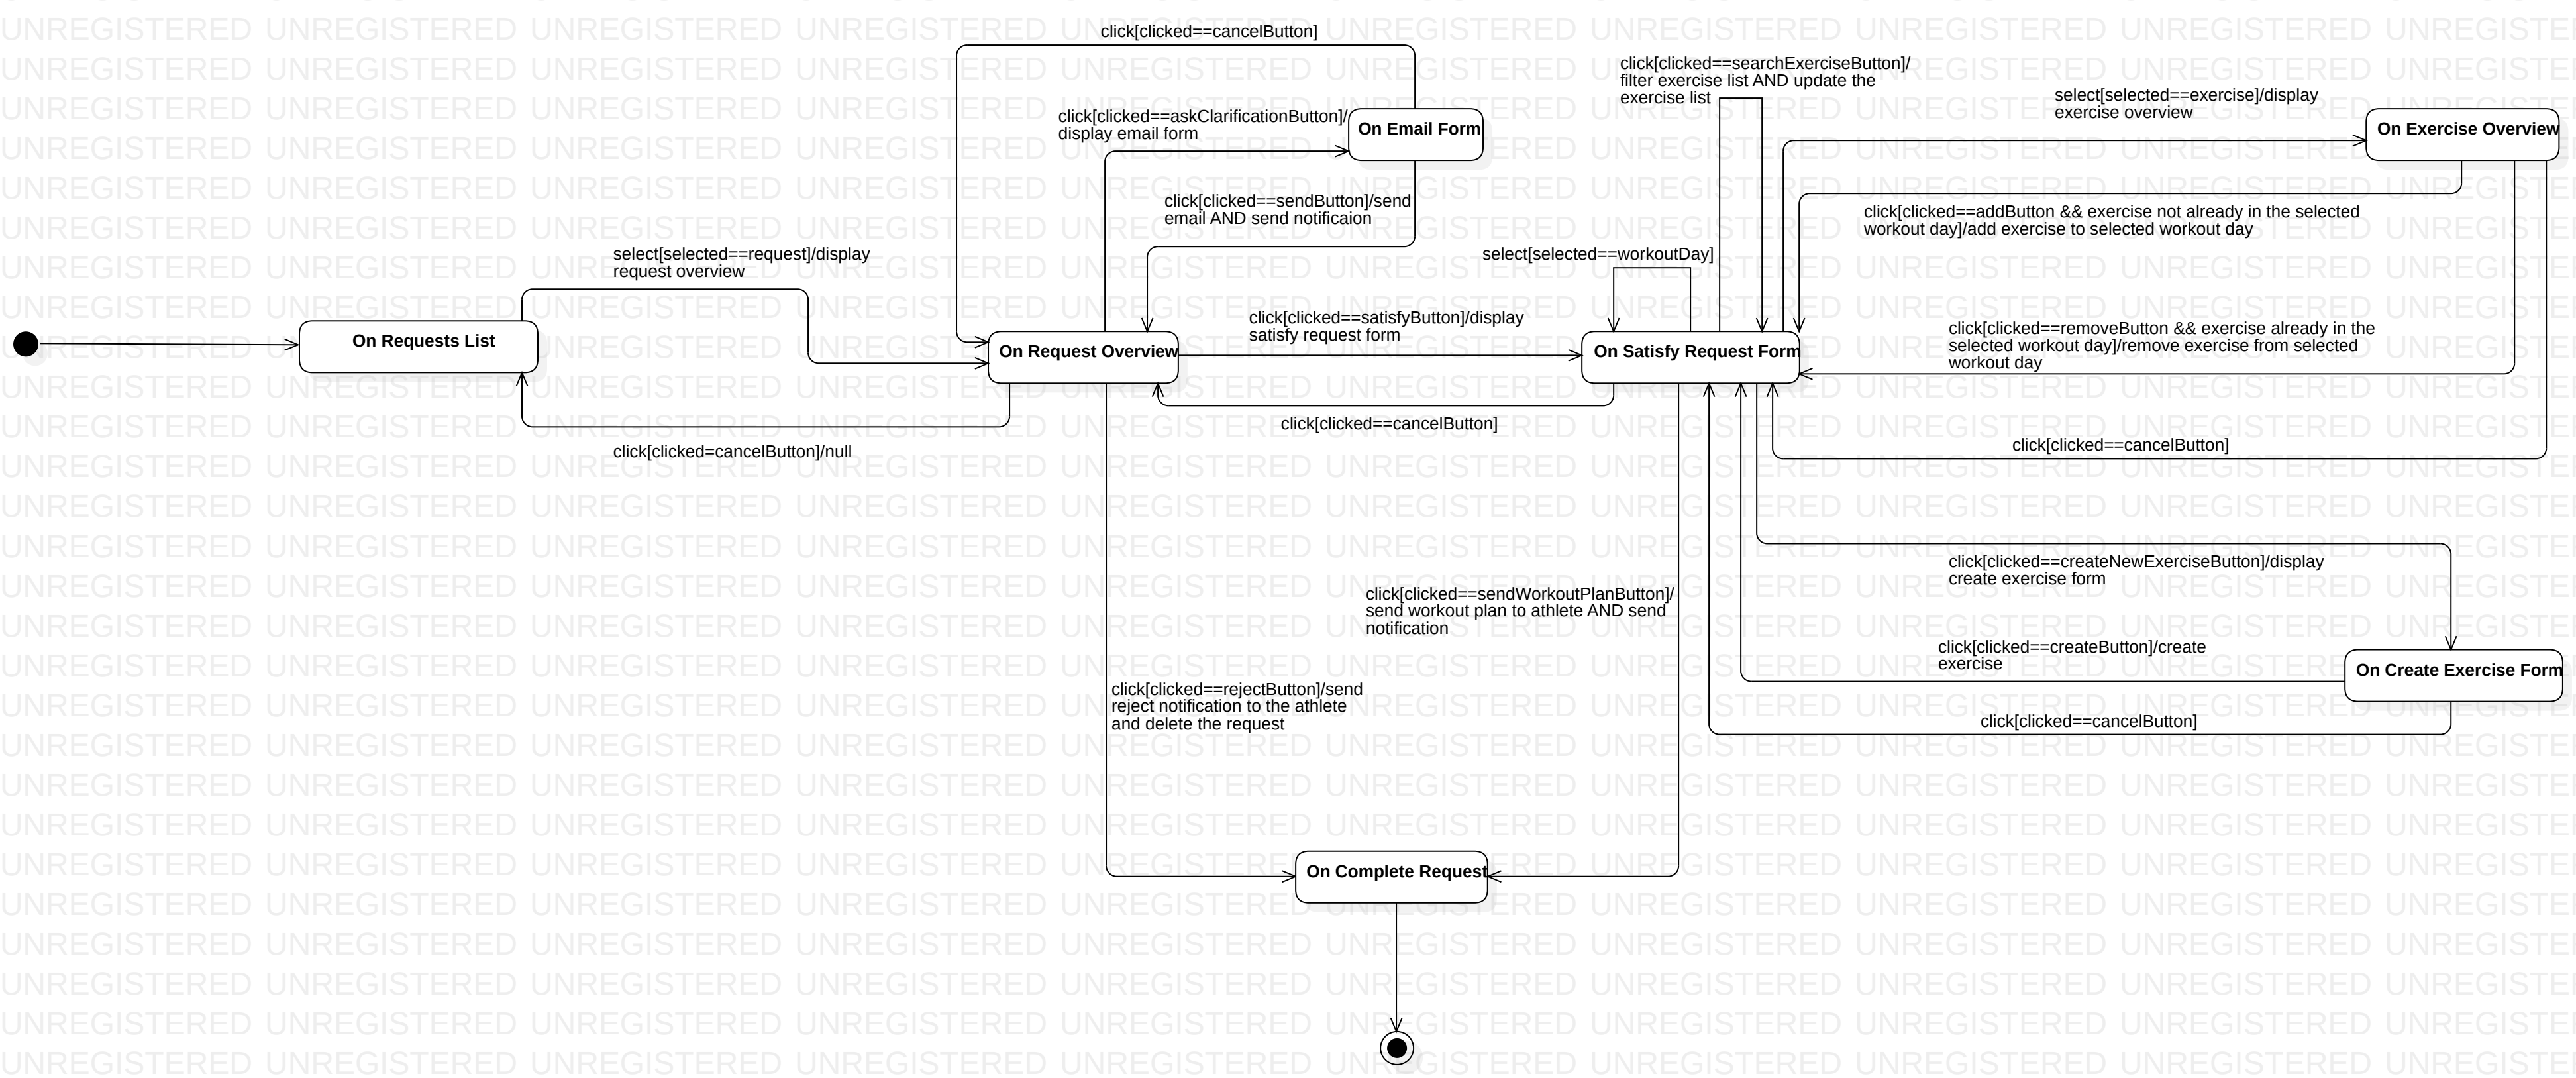 click[clicked==cancelButton]
click[clicked==searchExerciseButton]/
filter exercise list AND update the
exercise list
select[selected==exercise]/display
exercise overview
click[clicked==askClarificationButton]/
display email form
On Email Form
On Exercise Overview
click[clicked==sendButton]/send
email AND send notificaion
click[clicked==addButton && exercise not already in the selected
workout day]/add exercise to selected workout day
select[selected==request]/display
request overview
select[selected==workoutDay]
click[clicked==satisfyButton]/display
satisfy request form
click[clicked==removeButton && exercise already in the
selected workout day]/remove exercise from selected
workout day
On Requests List
On Request Overview
On Satisfy Request Form
click[clicked==cancelButton]
click[clicked=cancelButton]/null
click[clicked==cancelButton]
click[clicked==createNewExerciseButton]/display
create exercise form
click[clicked==sendWorkoutPlanButton]/
send workout plan to athlete AND send
notification
click[clicked==createButton]/create
exercise
On Create Exercise Form
click[clicked==rejectButton]/send
reject notification to the athlete
and delete the request
click[clicked==cancelButton]
On Complete Request
UNREGISTERED